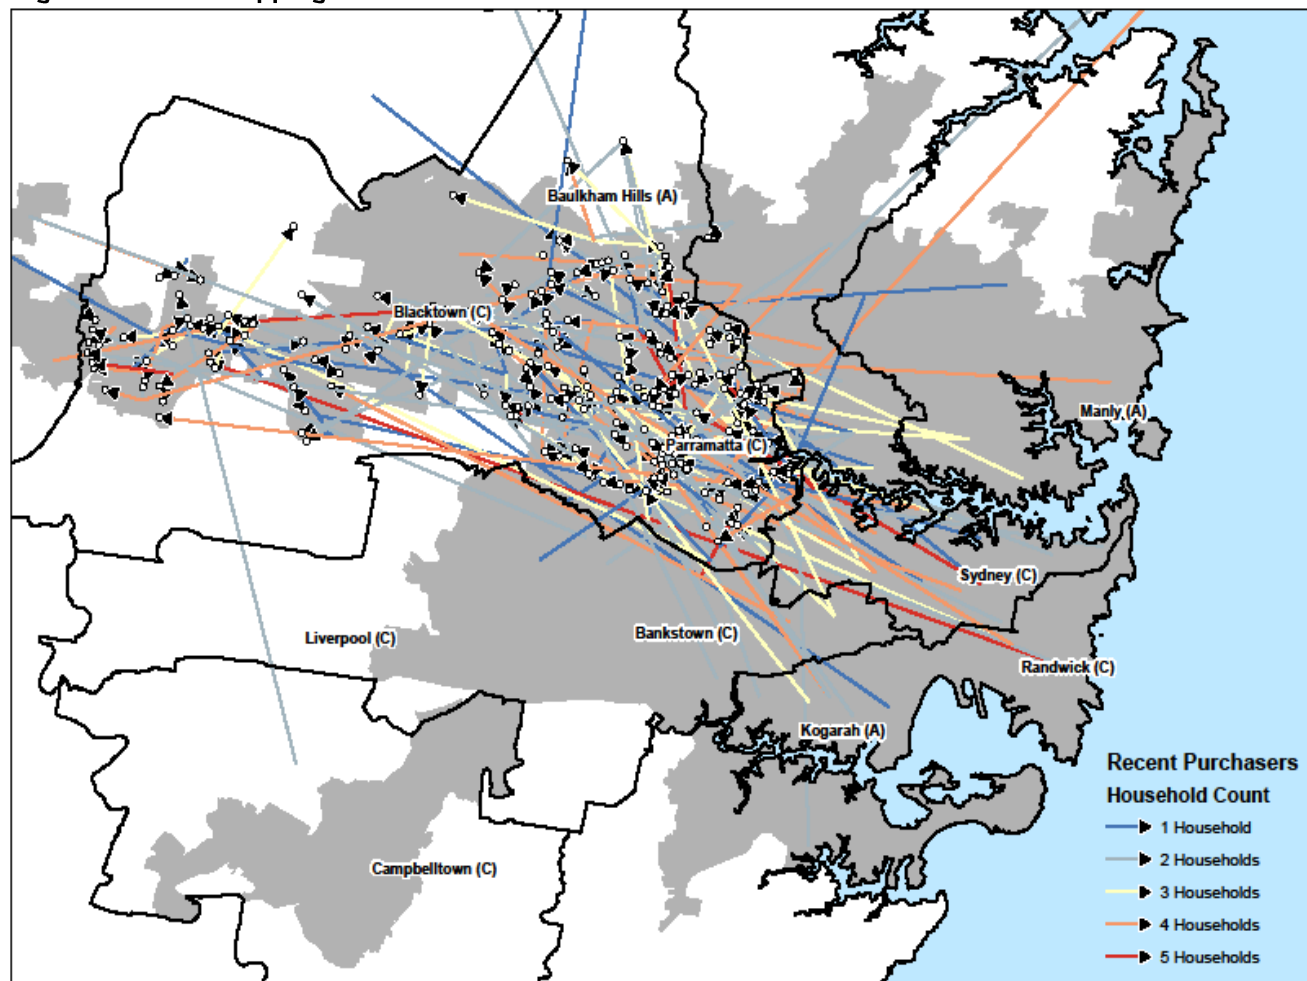 Baulkham Hills (A)
Blacktown (C)
Manly (A)
Parramatta (C)
Sydney (C)
Liverpool (C)
Bankstown (C)
Randwick (C)
Kogarah (A)
Campbelltown (C)
Recent Purchasers
Household Count
1 Household
2 Households
3 Households
4 Households
5 Households